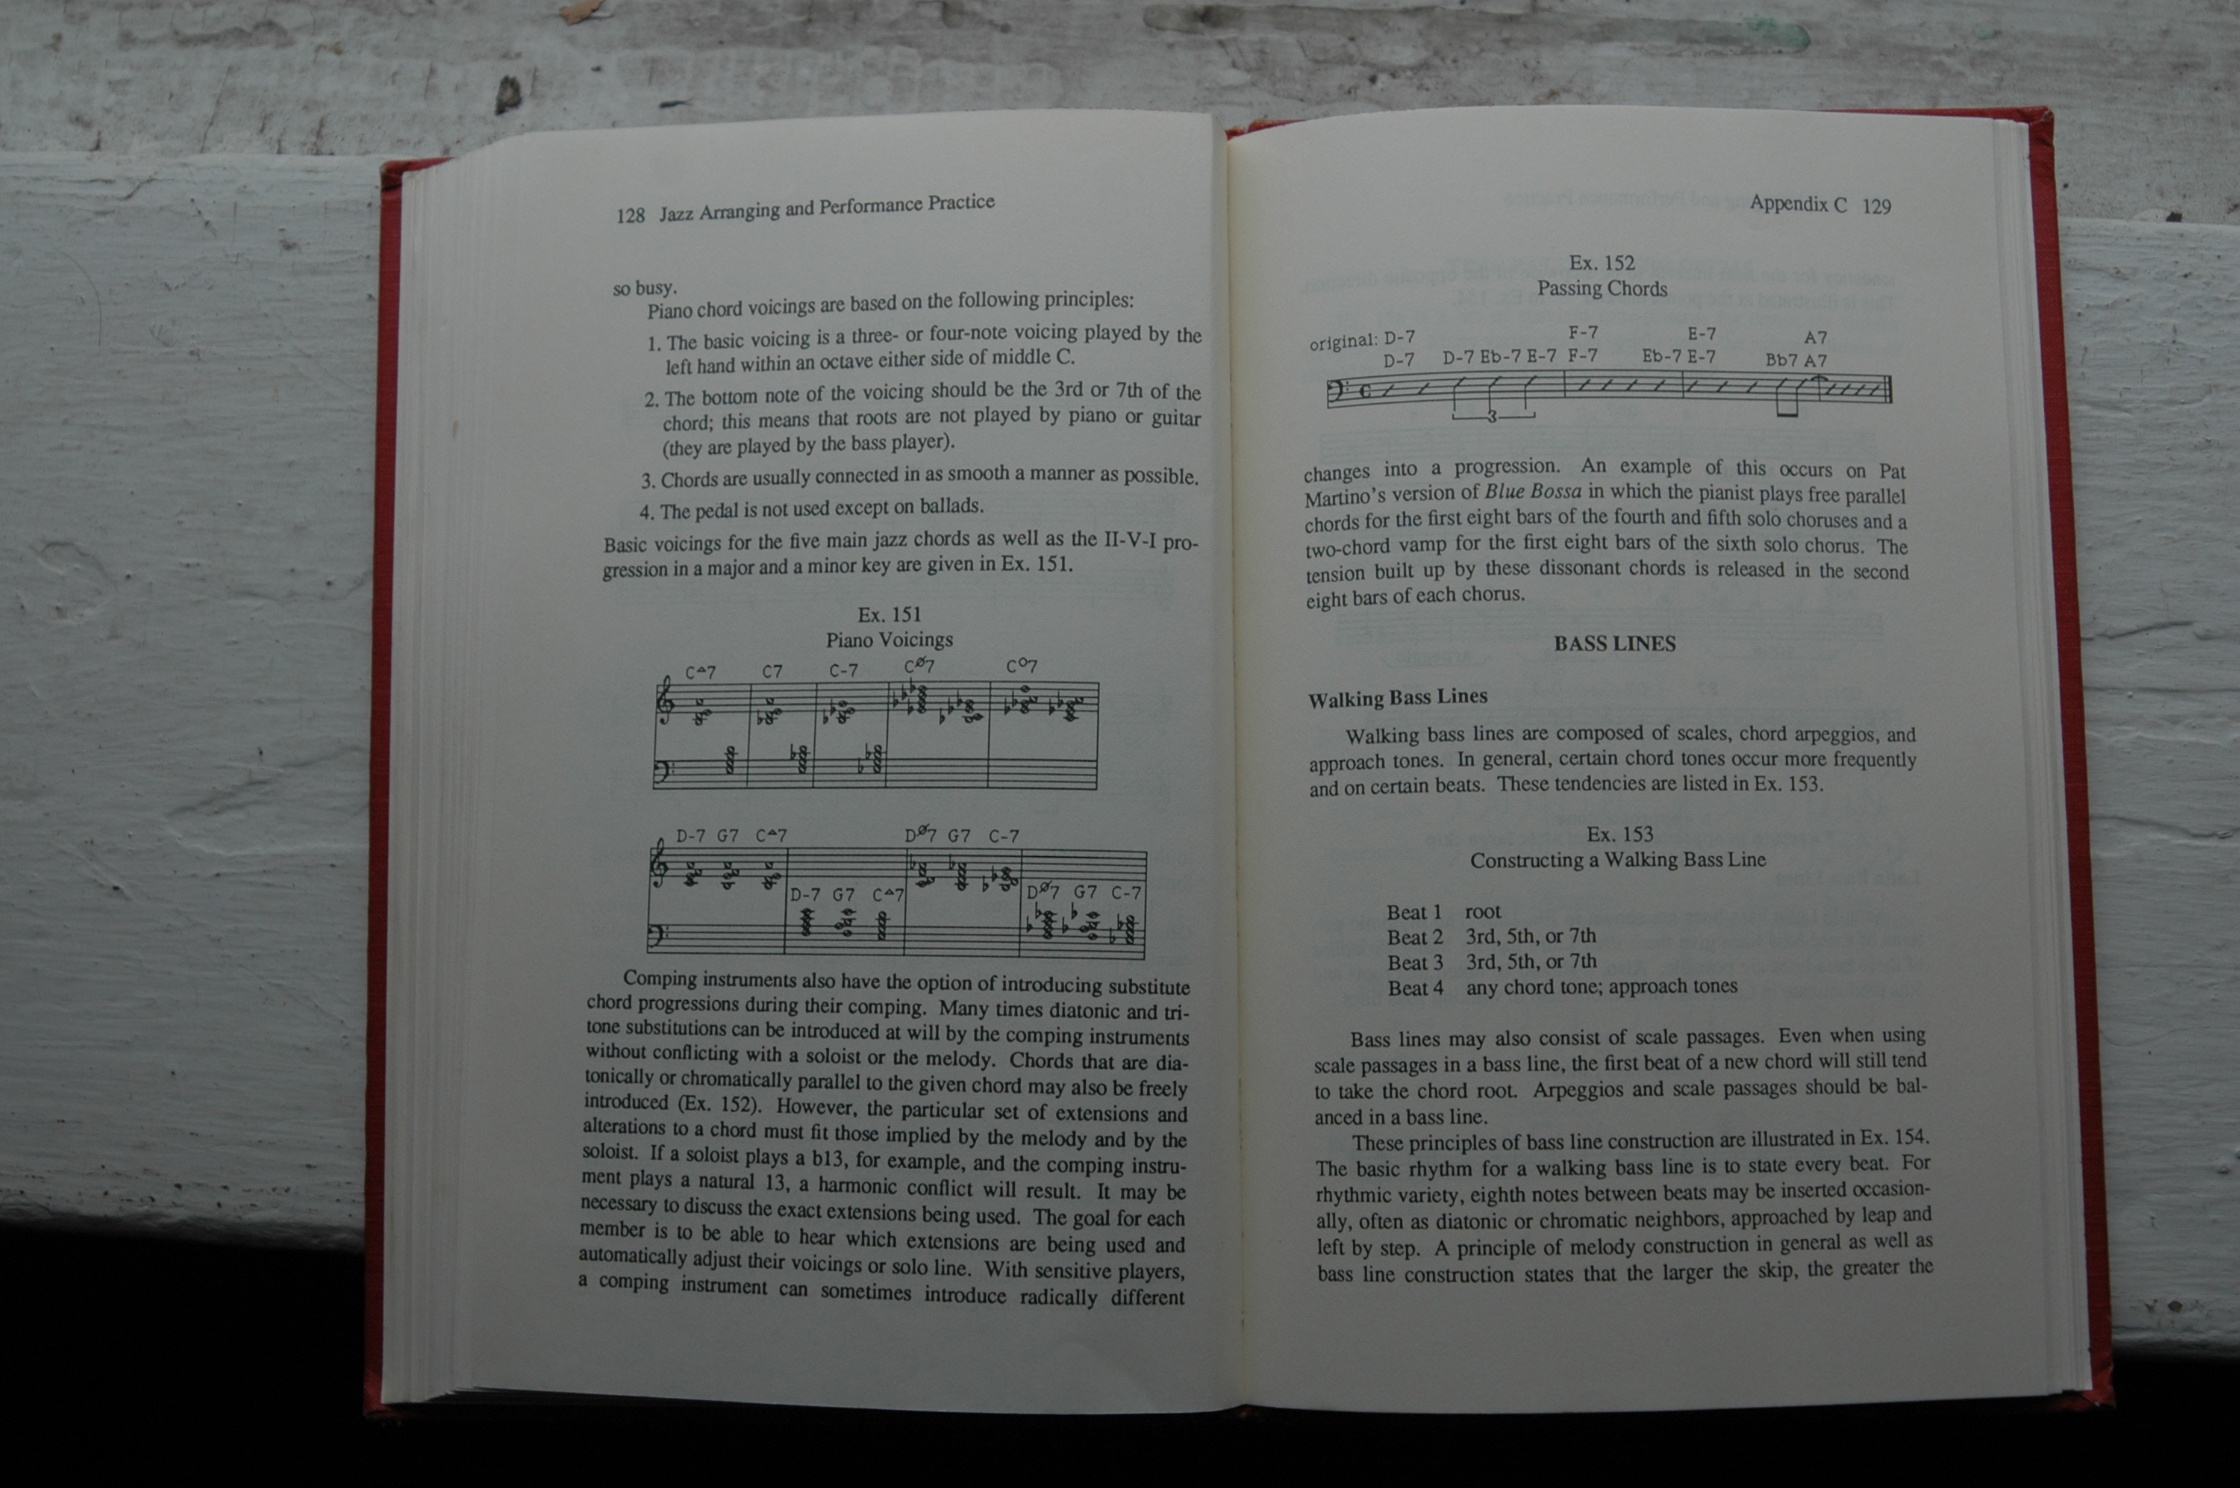 128 Jazz Arranging and Performance Practice
so busy.
Piano chord voicings are based on the following principles:
1. The basic voicing is a three- or four-note voicing played by the
left hand within an octave either side of middle C.
2. The bottom note of the voicing should be the 3rd or 7th of the
chord; this means that roots are not played by piano or guitar
(they are played by the bass player).
3. Chords are usually connected in as smooth a manner as possible.
4. The pedal is not used except on ballads.
Basic voicings for the five main jazz chords as well as the II-V-I pro-
gression in a major and a minor key are given in Ex. 151.
Ex. 151
Piano Voicings
C△7 C7 C-7 CØ7 CO7
D-7 G7 C△7 DØ7 G7 C-7
D-7 G7 C△7 DØ7 G7 C-7
Comping instruments also have the option of introducing substitute
chord progressions during their comping. Many times diatonic and tri-
tone substitutions can be introduced at will by the comping instruments
without conflicting with a soloist or the melody. Chords that are dia-
tonically or chromatically parallel to the given chord may also be freely
introduced (Ex. 152). However, the particular set of extensions and
alterations to a chord must fit those implied by the melody and by the
soloist. If a soloist plays a b13, for example, and the comping instru-
ment plays a natural 13, a harmonic conflict will result. It may be
necessary to discuss the exact extensions being used. The goal for each
member is to be able to hear which extensions are being used and
automatically adjust their voicings or solo line. With sensitive players,
a comping instrument can sometimes introduce radically different
Appendix C 129
Ex. 152
Passing Chords
original: D-7 F-7 E-7 A7
D-7 D-7 Eb-7 E-7 F-7 Eb-7 E-7 Bb7 A7
3
changes into a progression. An example of this occurs on Pat
Martino's version of Blue Bossa in which the pianist plays free parallel
chords for the first eight bars of the fourth and fifth solo choruses and a
two-chord vamp for the first eight bars of the sixth solo chorus. The
tension built up by these dissonant chords is released in the second
eight bars of each chorus.
BASS LINES
Walking Bass Lines
Walking bass lines are composed of scales, chord arpeggios, and
approach tones. In general, certain chord tones occur more frequently
and on certain beats. These tendencies are listed in Ex. 153.
Ex. 153
Constructing a Walking Bass Line
Beat 1 root
Beat 2 3rd, 5th, or 7th
Beat 3 3rd, 5th, or 7th
Beat 4 any chord tone; approach tones
Bass lines may also consist of scale passages. Even when using
scale passages in a bass line, the first beat of a new chord will still tend
to take the chord root. Arpeggios and scale passages should be bal-
anced in a bass line.
These principles of bass line construction are illustrated in Ex. 154.
The basic rhythm for a walking bass line is to state every beat. For
rhythmic variety, eighth notes between beats may be inserted occasion-
ally, often as diatonic or chromatic neighbors, approached by leap and
left by step. A principle of melody construction in general as well as
bass line construction states that the larger the skip, the greater the